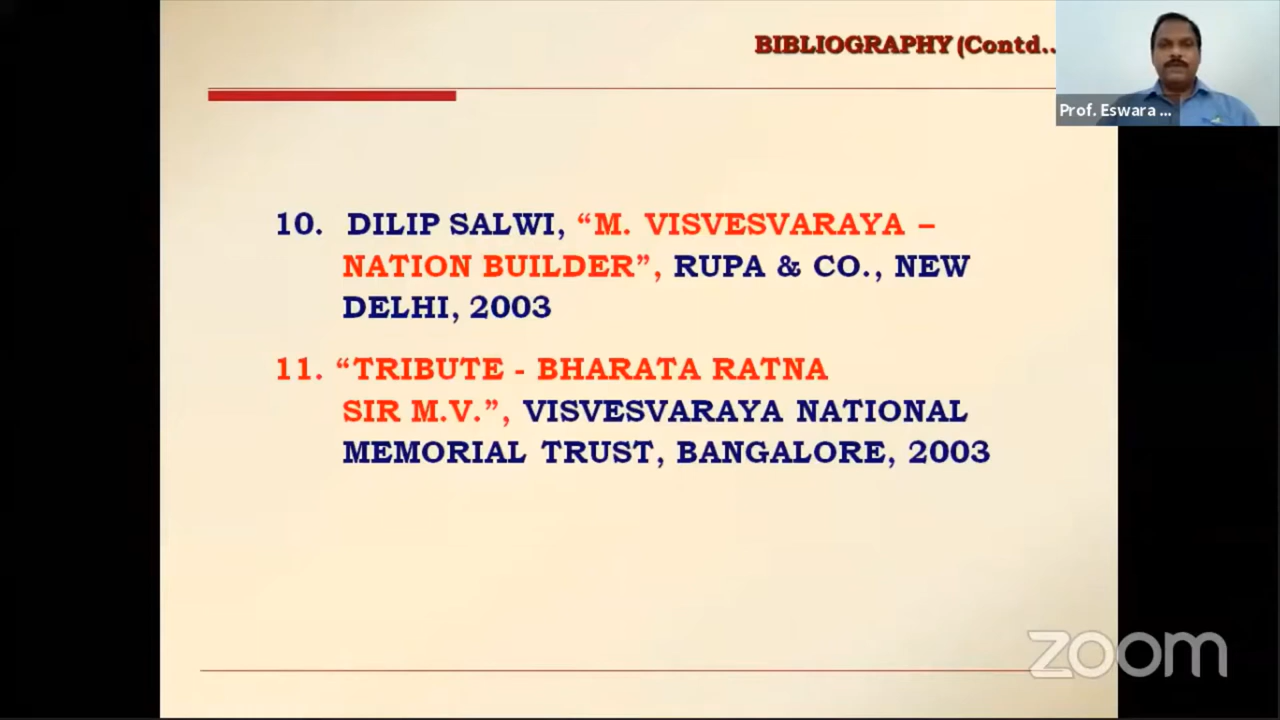 BIBLIOGRAPHY (Contd..
Prof. Eswara ...
10. DILIP SALWI, “M. VISVESVARAYA –
NATION BUILDER”, RUPA & CO., NEW
DELHI, 2003
11. “TRIBUTE - BHARATA RATNA
SIR M.V.”, VISVESVARAYA NATIONAL
MEMORIAL TRUST, BANGALORE, 2003
zoom